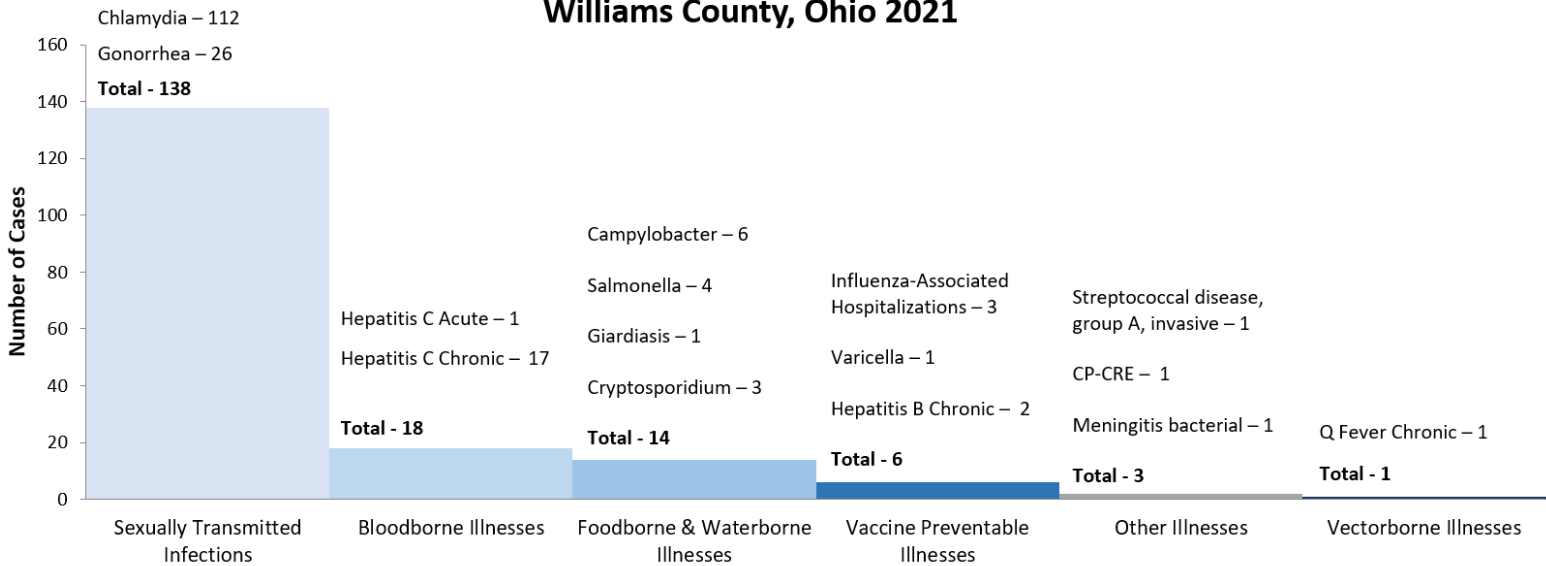 Williams County, Ohio 2021
Number of Cases
160
140
120
100
80
60
40
20
0
Chlamydia – 112
Gonorrhea – 26
Total - 138
Hepatitis C Acute – 1
Hepatitis C Chronic – 17
Total - 18
Campylobacter – 6
Salmonella – 4
Giardiasis – 1
Cryptosporidium – 3
Total - 14
Influenza-Associated
Hospitalizations – 3
Varicella – 1
Hepatitis B Chronic – 2
Total - 6
Streptococcal disease,
group A, invasive – 1
CP-CRE – 1
Meningitis bacterial – 1
Total - 3
Q Fever Chronic – 1
Total - 1
Sexually Transmitted
Infections
Bloodborne Illnesses
Foodborne & Waterborne
Illnesses
Vaccine Preventable
Illnesses
Other Illnesses
Vectorborne Illnesses